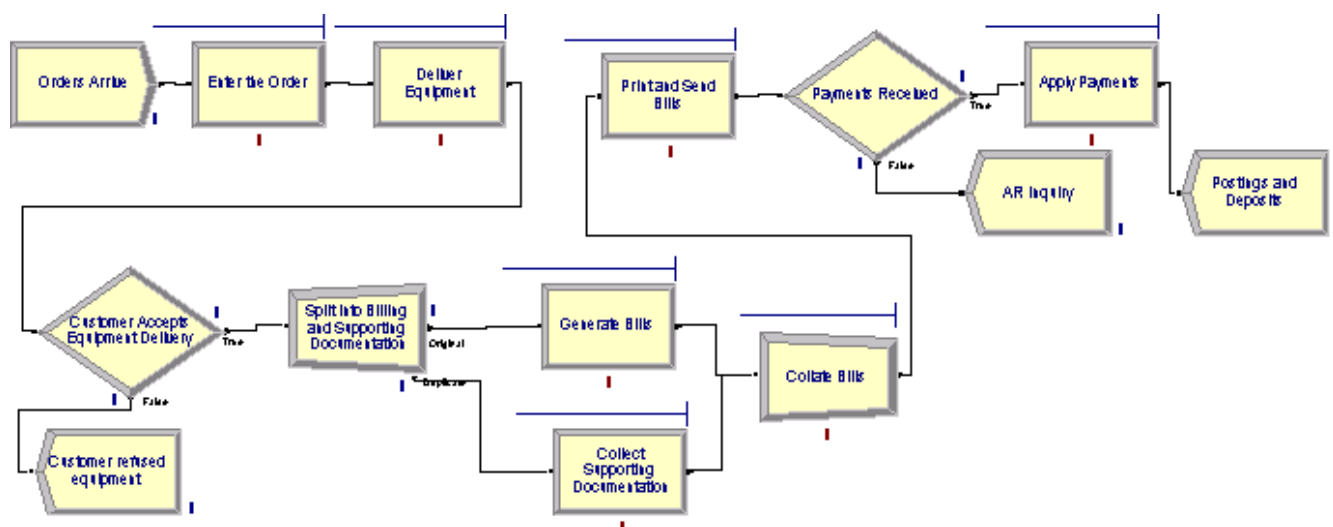 Orders Arrive
Enter the Order
Deliver
Equipment
Print and Send
Bills
Payments Received
True
False
Apply Payments
AR Inquiry
Postings and
Deposits
Customer Accepts
Equipment Delivery
True
False
Customer refused
equipment
Split into Billing
and Supporting
Documentation
Original
Duplicate
Generate Bills
Collect
Supporting
Documentation
Collate Bills